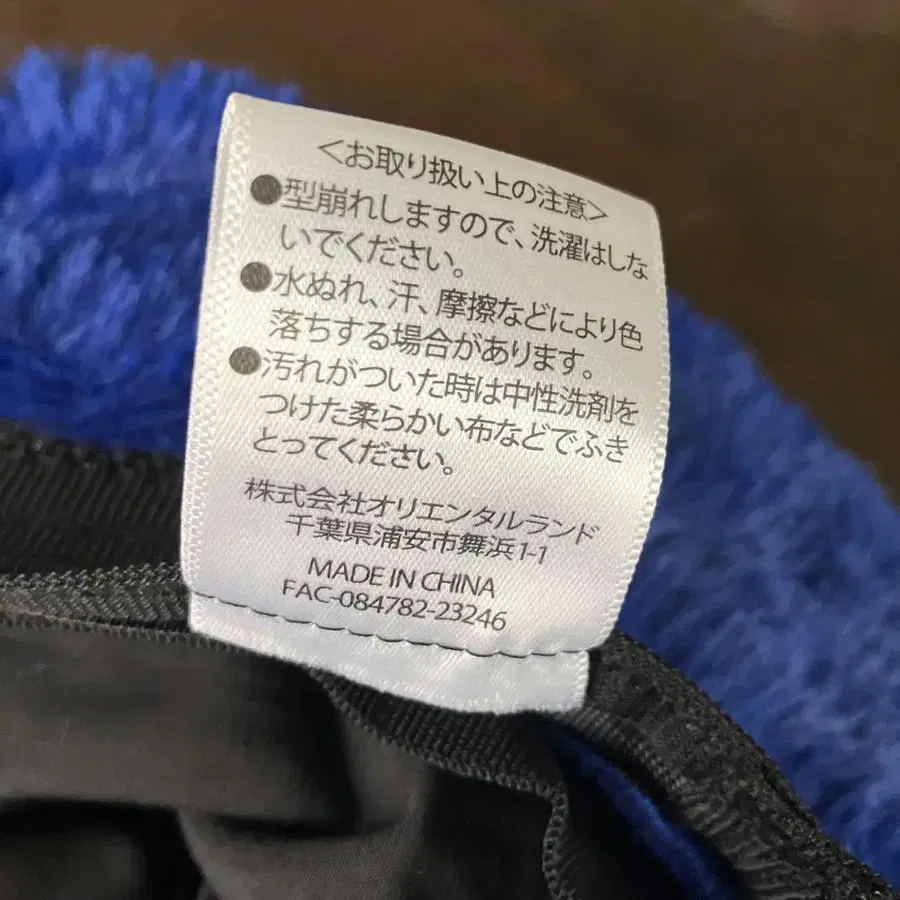 <お取り扱い上の注意>
●型崩れしますので、洗濯はしな
いでください。
●水ぬれ、汗、摩擦などにより色
落ちする場合があります。
●汚れがついた時は中性洗剤を
つけた柔らかい布などでふき
とってください。
株式会社オリエンタルランド
千葉県浦安市舞浜1-1
MADE IN CHINA
FAC-084782-23246